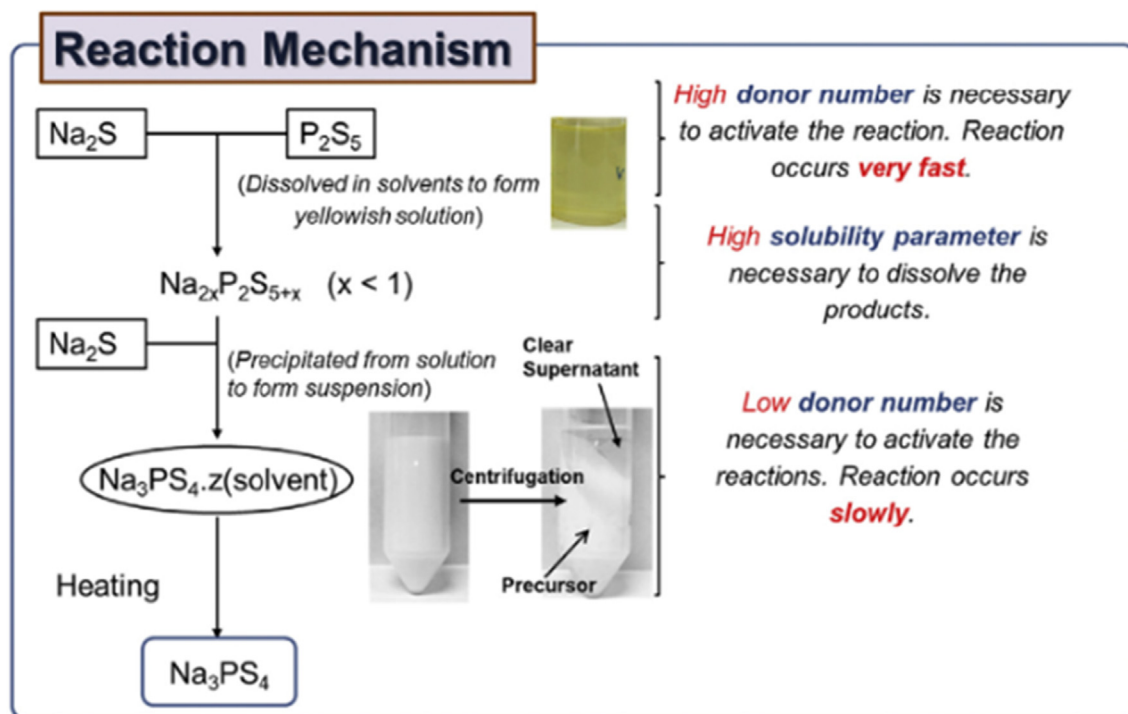 Reaction Mechanism
Na₂S
P₂S₅
(Dissolved in solvents to form
yellowish solution)
High donor number is necessary
to activate the reaction. Reaction
occurs very fast.
Na₂ₓP₂S₅₊ₓ (x < 1)
High solubility parameter is
necessary to dissolve the
products.
Na₂S
(Precipitated from solution
to form suspension)
Clear
Supernatant
Na₃PS₄.z(solvent)
Centrifugation
Precursor
Low donor number is
necessary to activate the
reactions. Reaction occurs
slowly.
Heating
Na₃PS₄